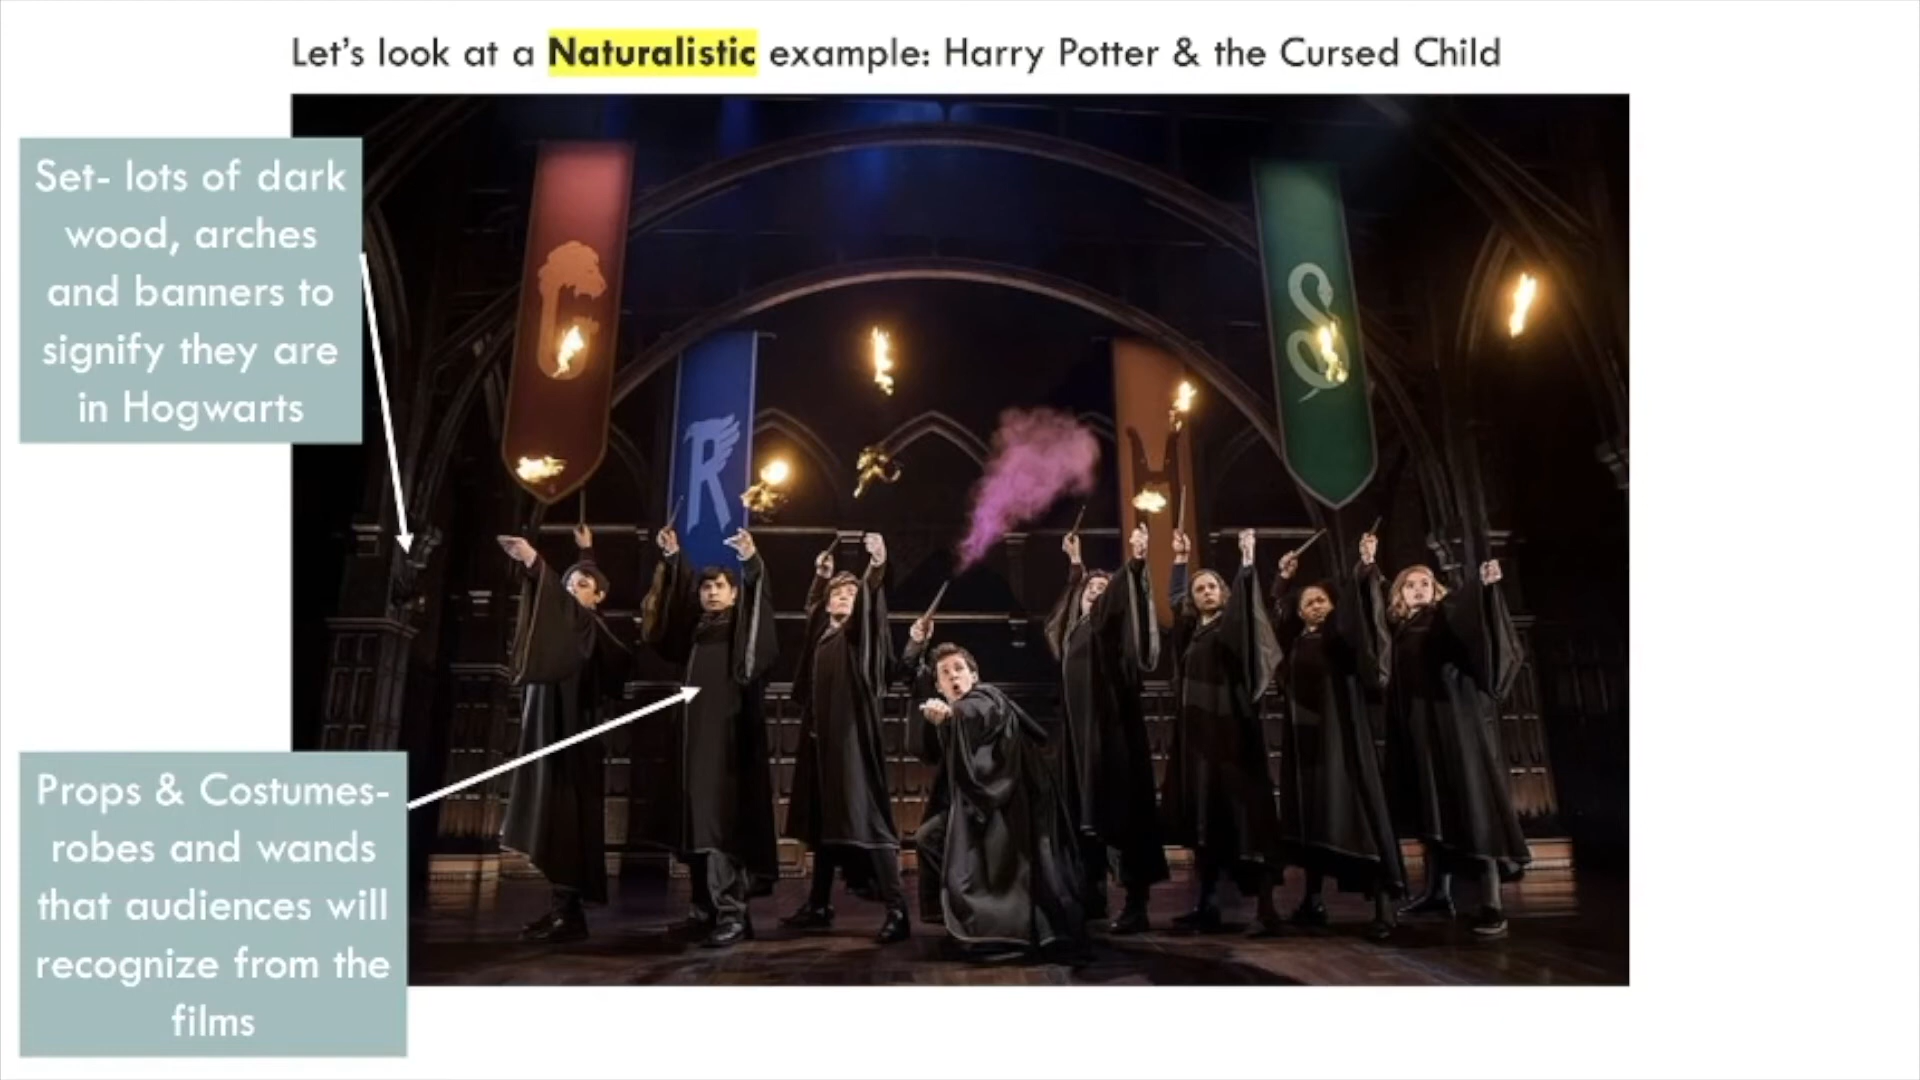 Let's look at a Naturalistic example: Harry Potter & the Cursed Child
Set- lots of dark
wood, arches
and banners to
signify they are
in Hogwarts
G
R
H
S
Props & Costumes-
robes and wands
that audiences will
recognize from the
films